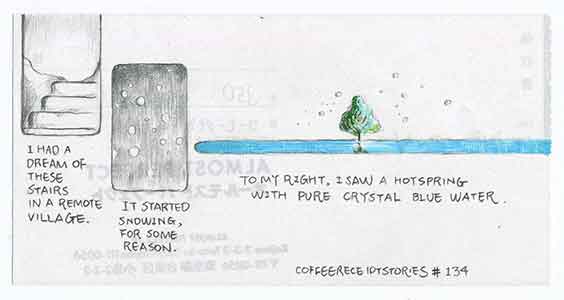 I HAD A
DREAM OF
THESE
STAIRS
IN A REMOTE
VILLAGE.
IT STARTED
SNOWING,
FOR SOME
REASON.
TO MY RIGHT, I SAW A HOTSPRING
WITH PURE CRYSTAL BLUE WATER.
COFFEERECEIPTSTORIES # 134